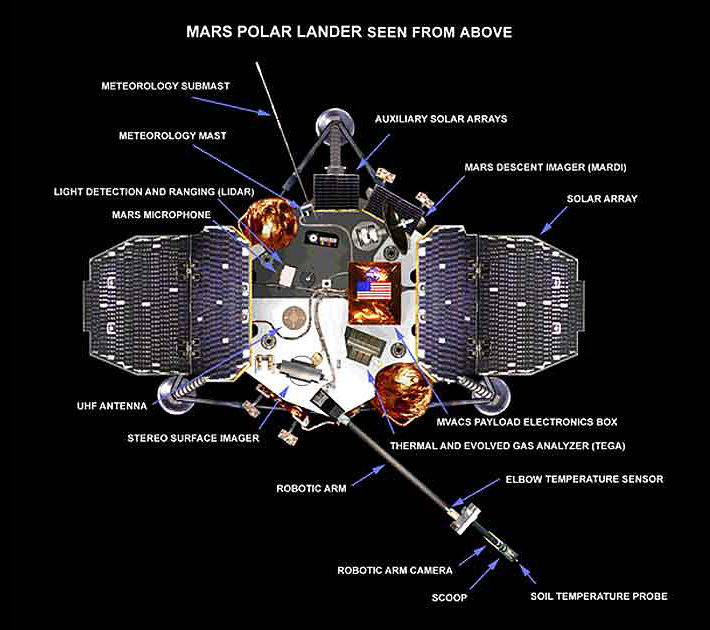 MARS POLAR LANDER SEEN FROM ABOVE
METEOROLOGY SUBMAST
AUXILIARY SOLAR ARRAYS
METEOROLOGY MAST
MARS DESCENT IMAGER (MARDI)
LIGHT DETECTION AND RANGING (LIDAR)
SOLAR ARRAY
MARS MICROPHONE
UHF ANTENNA
MVACS PAYLOAD ELECTRONICS BOX
STEREO SURFACE IMAGER
THERMAL AND EVOLVED GAS ANALYZER (TEGA)
ROBOTIC ARM
ELBOW TEMPERATURE SENSOR
ROBOTIC ARM CAMERA
SCOOP
SOIL TEMPERATURE PROBE